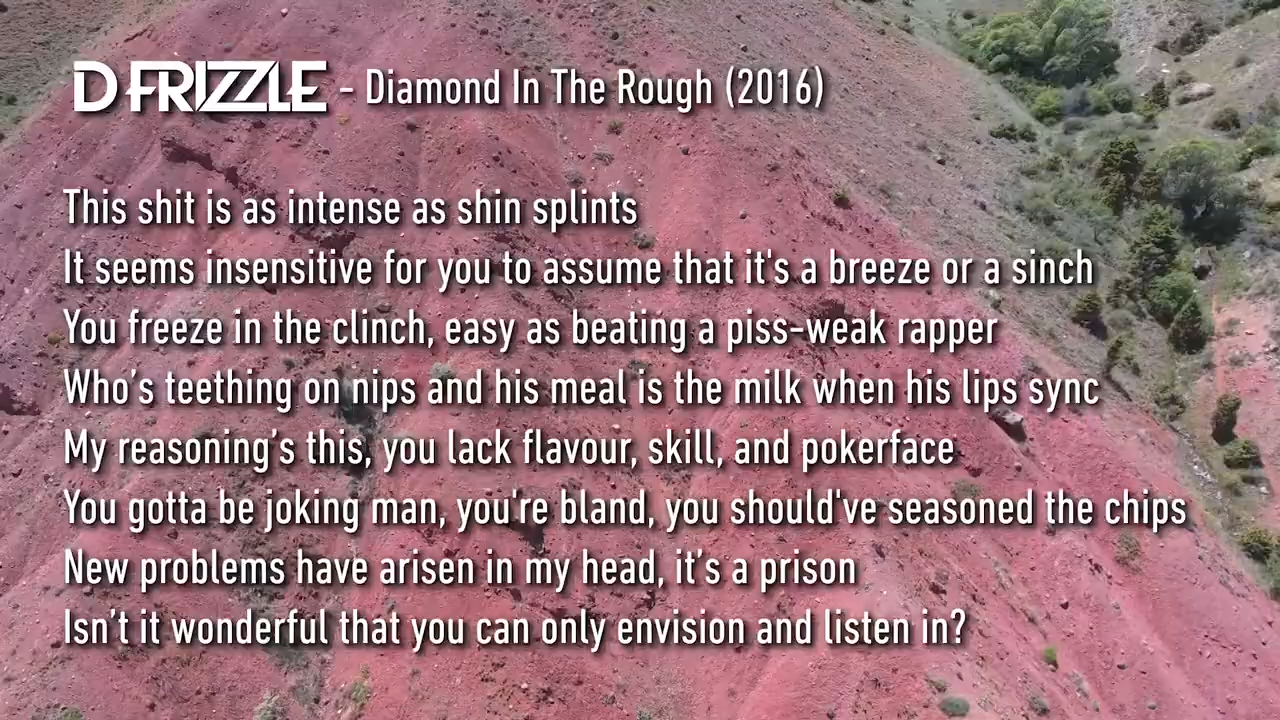 D FRIZZLE - Diamond In The Rough (2016)
This shit is as intense as shin splints
It seems insensitive for you to assume that it's a breeze or a sinch
You freeze in the clinch, easy as beating a piss-weak rapper
Who’s teething on nips and his meal is the milk when his lips sync
My reasoning’s this, you lack flavour, skill, and pokerface
You gotta be joking man, you're bland, you should've seasoned the chips
New problems have arisen in my head, it’s a prison
Isn’t it wonderful that you can only envision and listen in?